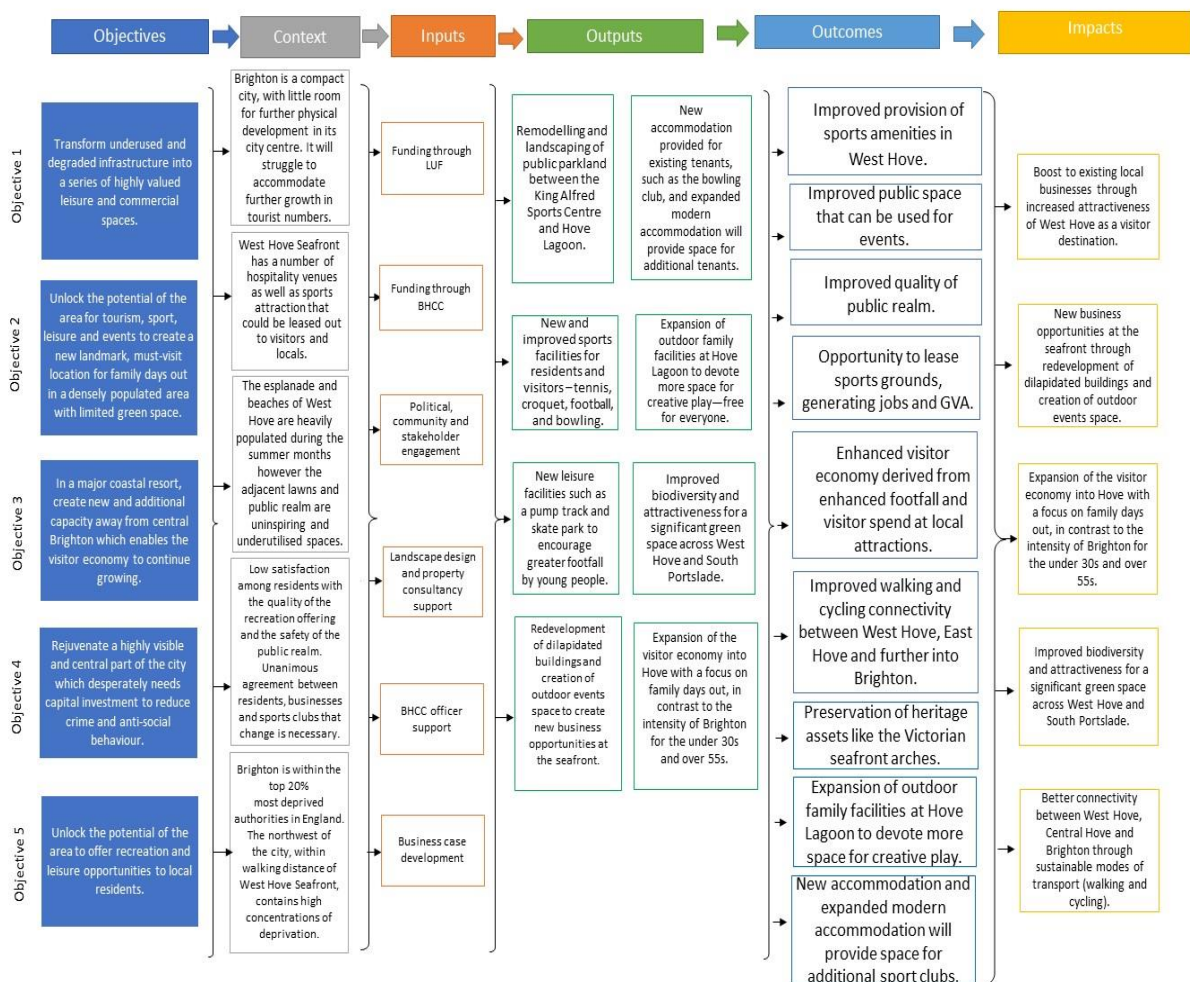 Objectives
Context
Inputs
Outputs
Outcomes
Impacts
Objective 1
Objective 2
Objective 3
Objective 4
Objective 5
Transform underused and
degraded infrastructure into
a series of highly valued
leisure and commercial
spaces.
Unlock the potential of the
area for tourism, sport,
leisure and events to create a
new landmark, must-visit
location for family days out
in a densely populated area
with limited green space.
In a major coastal resort,
create new and additional
capacity away from central
Brighton which enables the
visitor economy to continue
growing.
Rejuvenate a highly visible
and central part of the city
which desperately needs
capital investment to reduce
crime and anti-social
behaviour.
Unlock the potential of the
area to offer recreation and
leisure opportunities to local
residents.
Brighton is a compact
city, with little room
for further physical
development in its
city centre. It will
struggle to
accommodate
further growth in
tourist numbers.
West Hove Seafront
has a number of
hospitality venues
as well as sports
attraction that
could be leased out
to visitors and
locals.
The esplanade and
beaches of West
Hove are heavily
populated during the
summer months
however the
adjacent lawns and
public realm are
uninspiring and
underutilised spaces.
Low satisfaction
among residents with
the quality of the
recreation offering
and the safety of the
public realm.
Unanimous
agreement between
residents, businesses
and sports clubs that
change is necessary.
Brighton is within the
top 20%
most deprived
authorities in England.
The northwest of
the city, within
walking distance of
West Hove Seafront,
contains high
concentrations of
deprivation.
Funding through
LUF
Funding through
BHCC
Political,
community and
stakeholder
engagement
Landscape design
and property
consultancy
support
BHCC officer
support
Business case
development
Remodelling and
landscaping of
public parkland
between the
King Alfred
Sports Centre
and Hove
Lagoon.
New
accommodation
provided for
existing tenants,
such as the bowling
club, and expanded
modern
accommodation will
provide space for
additional tenants.
New and
improved sports
facilities for
residents and
visitors–tennis,
croquet, football,
and bowling.
Expansion of
outdoor family
facilities at Hove
Lagoon to devote
more space for
creative play—free
for everyone.
New leisure
facilities such as
a pump track and
skate park to
encourage
greater footfall
by young people.
Improved
biodiversity and
attractiveness for a
significant green
space across West
Hove and South
Portslade.
Redevelopment
of dilapidated
buildings and
creation of
outdoor events
space to create
new business
opportunities at
the seafront.
Expansion of the
visitor economy into
Hove with a focus on
family days out, in
contrast to the
intensity of Brighton
for the under 30s and
over 55s.
Improved provision of
sports amenities in
West Hove.
Improved public space
that can be used for
events.
Improved quality of
public realm.
Opportunity to lease
sports grounds,
generating jobs and GVA.
Enhanced visitor
economy derived from
enhanced footfall and
visitor spend at local
attractions.
Improved walking and
cycling connectivity
between West Hove, East
Hove and further into
Brighton.
Preservation of heritage
assets like the Victorian
seafront arches.
Expansion of outdoor
family facilities at Hove
Lagoon to devote more
space for creative play.
New accommodation and
expanded modern
accommodation will
provide space for
additional sport clubs.
Boost to existing local
businesses through
increased attractiveness
of West Hove as a visitor
destination.
New business
opportunities at the
seafront through
redevelopment of
dilapidated buildings and
creation of outdoor
events space.
Expansion of the visitor
economy into Hove with
a focus on family days
out, in contrast to the
intensity of Brighton for
the under 30s and over
55s.
Improved biodiversity
and attractiveness for a
significant green space
across West Hove and
South Portslade.
Better connectivity
between West Hove,
Central Hove and
Brighton through
sustainable modes of
transport (walking and
cycling).